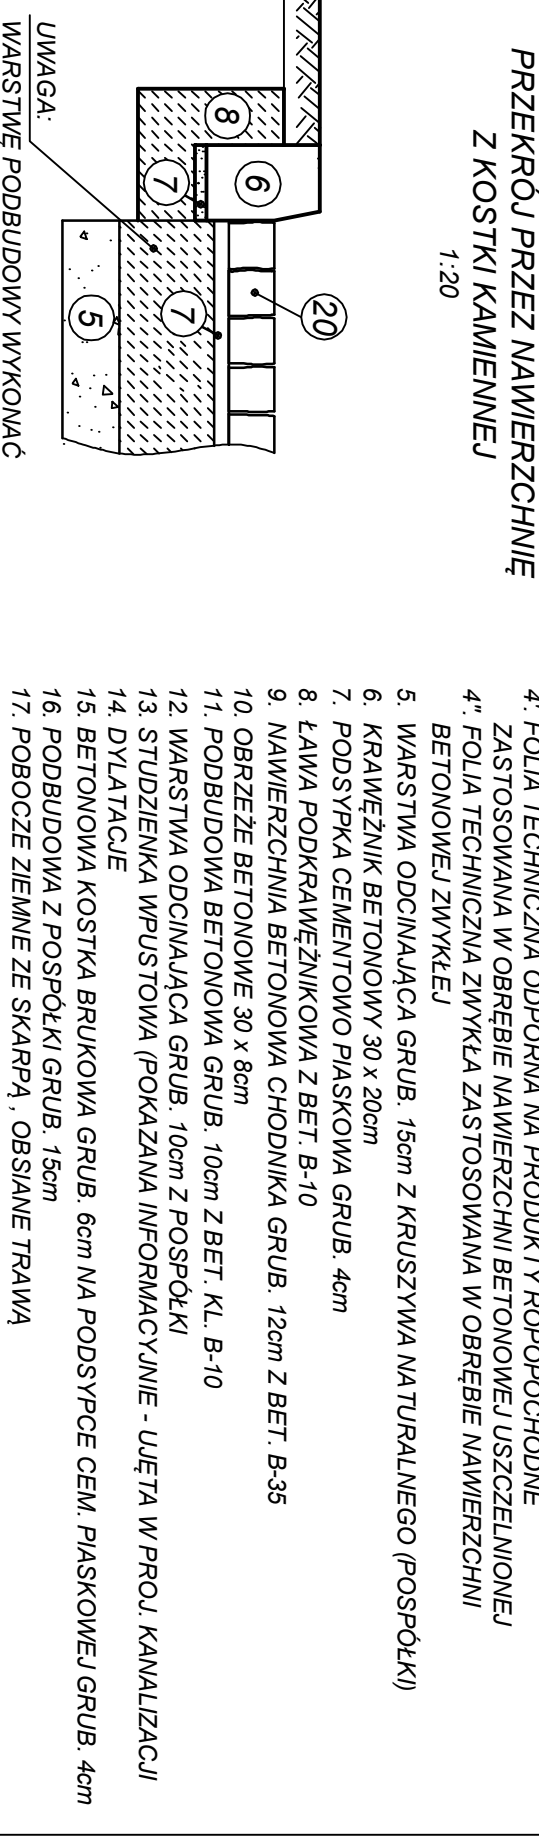 PRZEKRÓJ PRZEZ NAWIERZCHNIĘ
Z KOSTKI KAMIENNEJ
1:20
20
6
8
7
7
5
UWAGA:
WARSTWĘ PODBUDOWY WYKONAĆ
4'. FOLIA TECHNICZNA ODPORNA NA PRODUKTY ROPOPOCHODNE
ZASTOSOWANA W OBRĘBIE NAWIERZCHNI BETONOWEJ USZCZELNIONEJ
4". FOLIA TECHNICZNA ZWYKŁA ZASTOSOWANA W OBRĘBIE NAWIERZCHNI
BETONOWEJ ZWYKŁEJ
5. WARSTWA ODCINAJĄCA GRUB. 15cm Z KRUSZYWA NATURALNEGO (POSPÓŁKI)
6. KRAWĘŻNIK BETONOWY 30 x 20cm
7. PODSYPKA CEMENTOWO PIASKOWA GRUB. 4cm
8. ŁAWA PODKRAWĘŻNIKOWA Z BET. B-10
9. NAWIERZCHNIA BETONOWA CHODNIKA GRUB. 12cm Z BET. B-35
10. OBRZEŻE BETONOWE 30 x 8cm
11. PODBUDOWA BETONOWA GRUB. 10cm Z BET. KL. B-10
12. WARSTWA ODCINAJĄCA GRUB. 10cm Z POSPÓŁKI
13. STUDZIENKA WPUSTOWA (POKAZANA INFORMACYJNIE - UJĘTA W PROJ. KANALIZACJI
14. DYLATACJE
15. BETONOWA KOSTKA BRUKOWA GRUB. 6cm NA PODSYPCE CEM. PIASKOWEJ GRUB. 4cm
16. PODBUDOWA Z POSPÓŁKI GRUB. 15cm
17. POBOCZE ZIEMNE ZE SKARPĄ , OBSIANE TRAWĄ